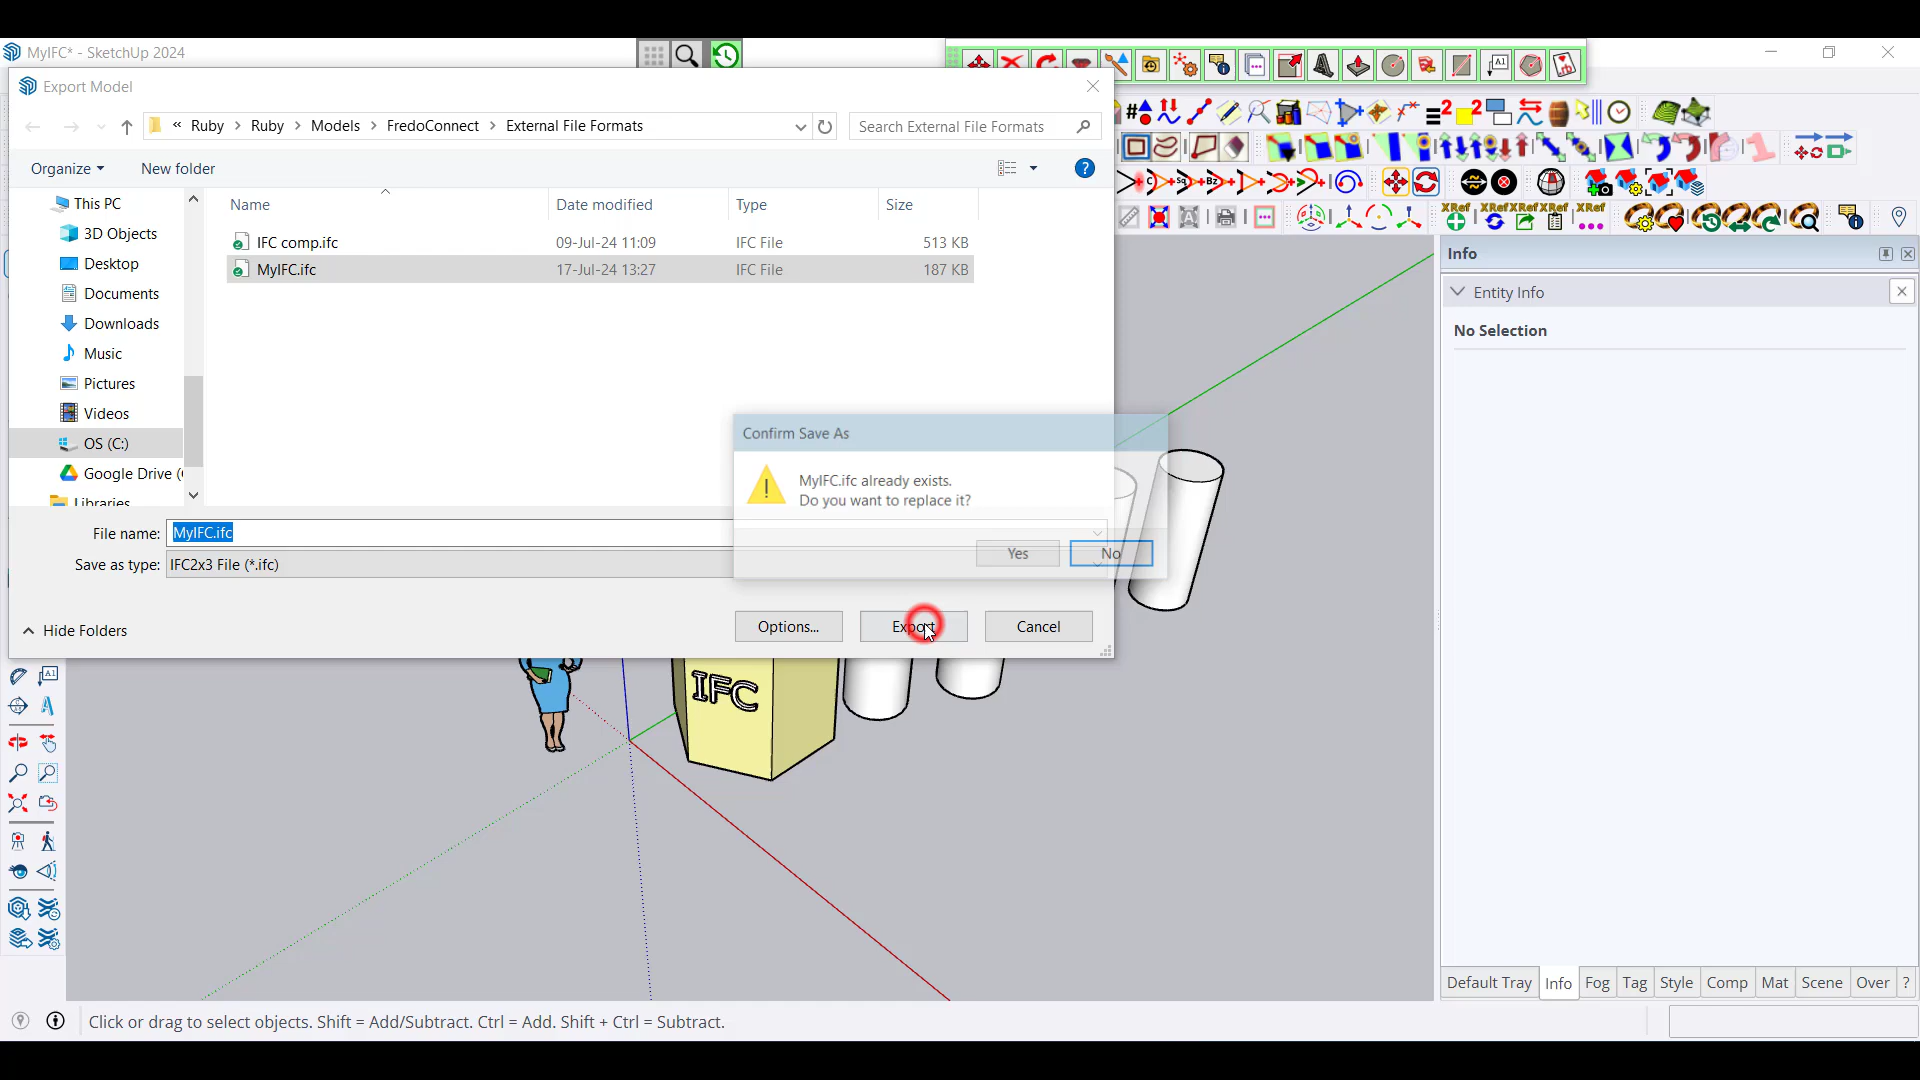 MyIFC* - SketchUp 2024
Export Model
« Ruby > Ruby > Models > FredoConnect > External File Formats
Search External File Formats
Organize
New folder
Name
Date modified
Type
Size
This PC
3D Objects
Desktop
Documents
Downloads
Music
Pictures
Videos
OS (C:)
Google Drive (
Libraries
IFC comp.ifc 09-Jul-24 11:09 IFC File 513 KB
MyIFC.ifc 17-Jul-24 13:27 IFC File 187 KB
Confirm Save As
MyIFC.ifc already exists.
Do you want to replace it?
Yes
No
File name: MyIFC.ifc
Save as type: IFC2x3 File (*.ifc)
Hide Folders
Options...
Export
Cancel
IFC
XRef XRef XRef XRef XRef
Info
Entity Info
No Selection
Default Tray Info Fog Tag Style Comp Mat Scene Over ?
Click or drag to select objects. Shift = Add/Subtract. Ctrl = Add. Shift + Ctrl = Subtract.